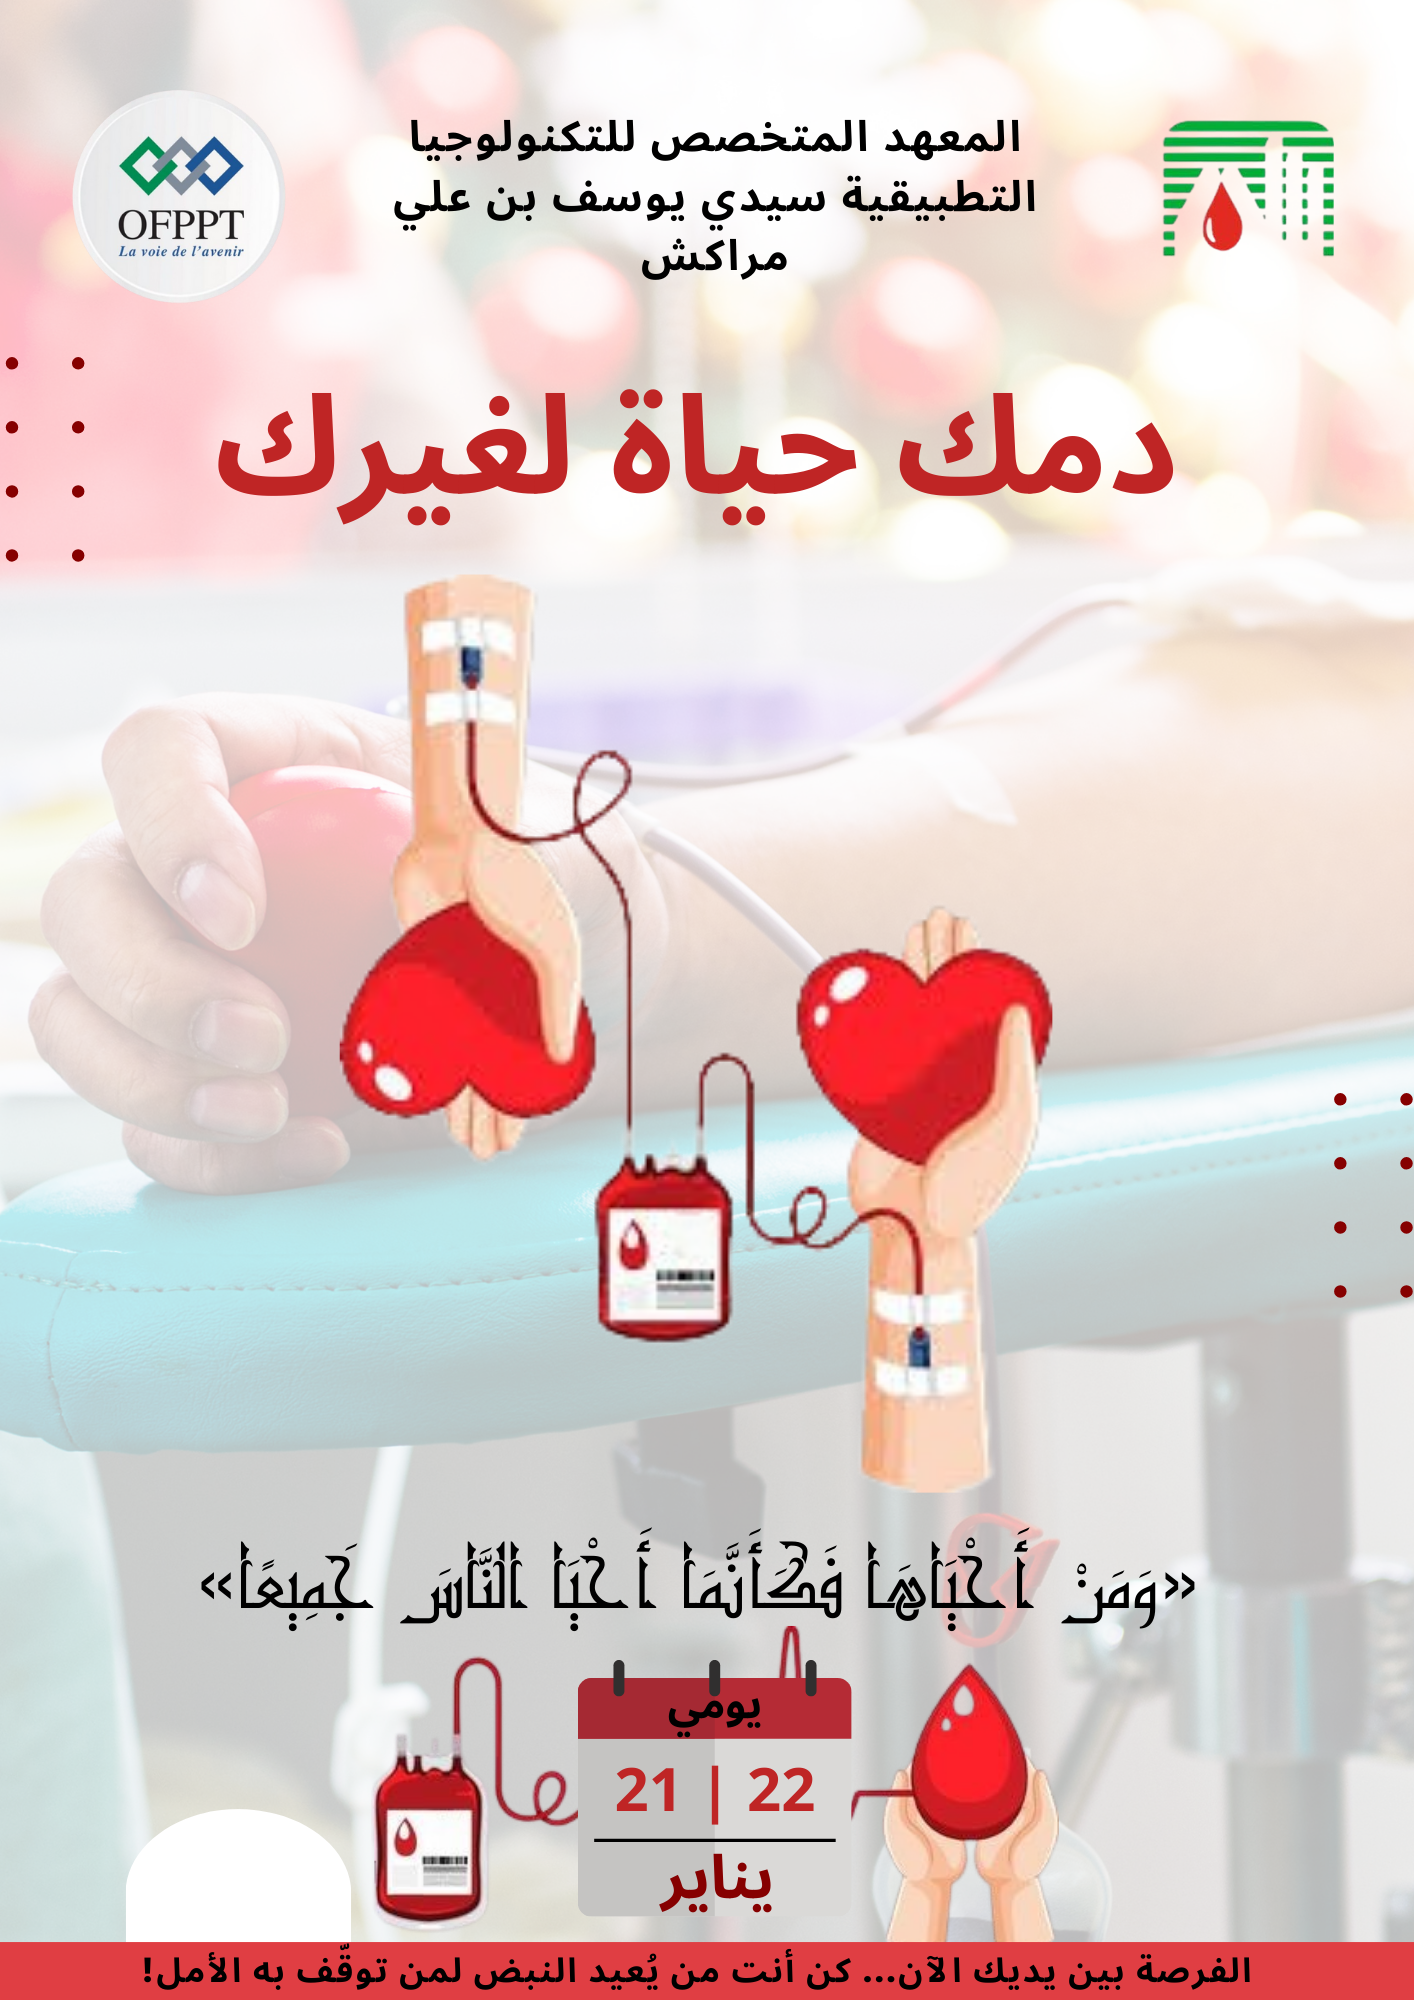 OFPPT
La voie de l'avenir
المعهد المتخصص للتكنولوجيا
التطبيقية سيدي يوسف بن علي
مراكش
دمك حياة لغيرك
«وَمَنْ أَحْيَاهَا فَكَأَنَّمَا أَحْيَا النَّاسَ جَمِيعًا»
يومي
21 | 22
يناير
الفرصة بين يديك الآن... كن أنت من يُعيد النبض لمن توقّف به الأمل!